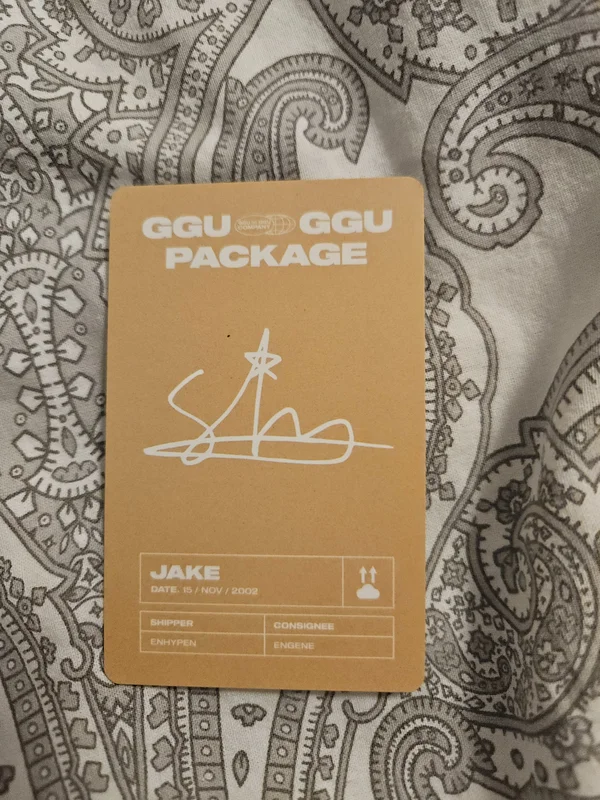 GGU GGU
PACKAGE
JAKE
DATE. 15 / NOV / 2002
SHIPPER CONSIGNEE
ENHYPEN ENGENE